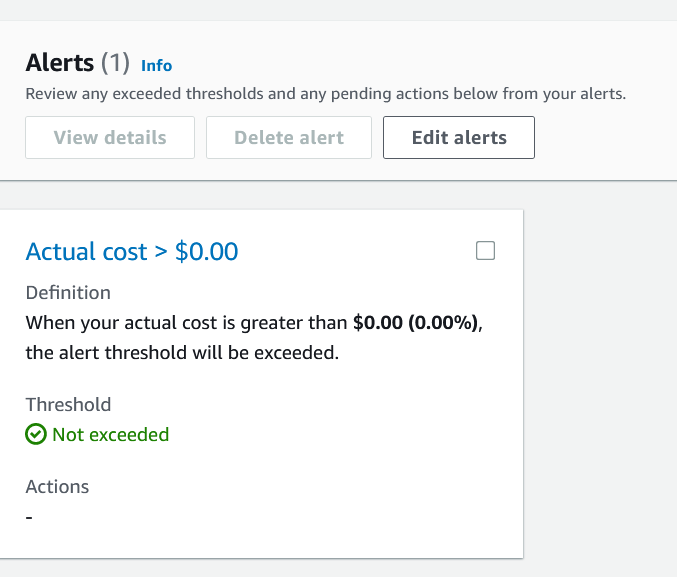 Alerts (1) Info
Review any exceeded thresholds and any pending actions below from your alerts.
View details Delete alert Edit alerts
Actual cost > $0.00
Definition
When your actual cost is greater than $0.00 (0.00%),
the alert threshold will be exceeded.
Threshold
Not exceeded
Actions
-